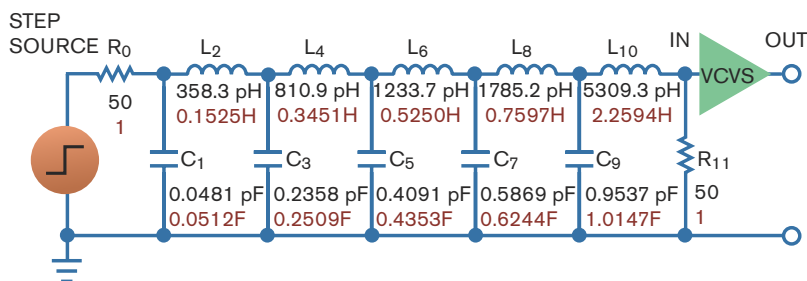 STEP
SOURCE
R0
L2
L4
L6
L8
L10
IN
OUT
VCVS
50
1
358.3 pH
0.1525H
810.9 pH
0.3451H
1233.7 pH
0.5250H
1785.2 pH
0.7597H
5309.3 pH
2.2594H
C1
C3
C5
C7
C9
R11
0.0481 pF
0.0512F
0.2358 pF
0.2509F
0.4091 pF
0.4353F
0.5869 pF
0.6244F
0.9537 pF
1.0147F
50
1